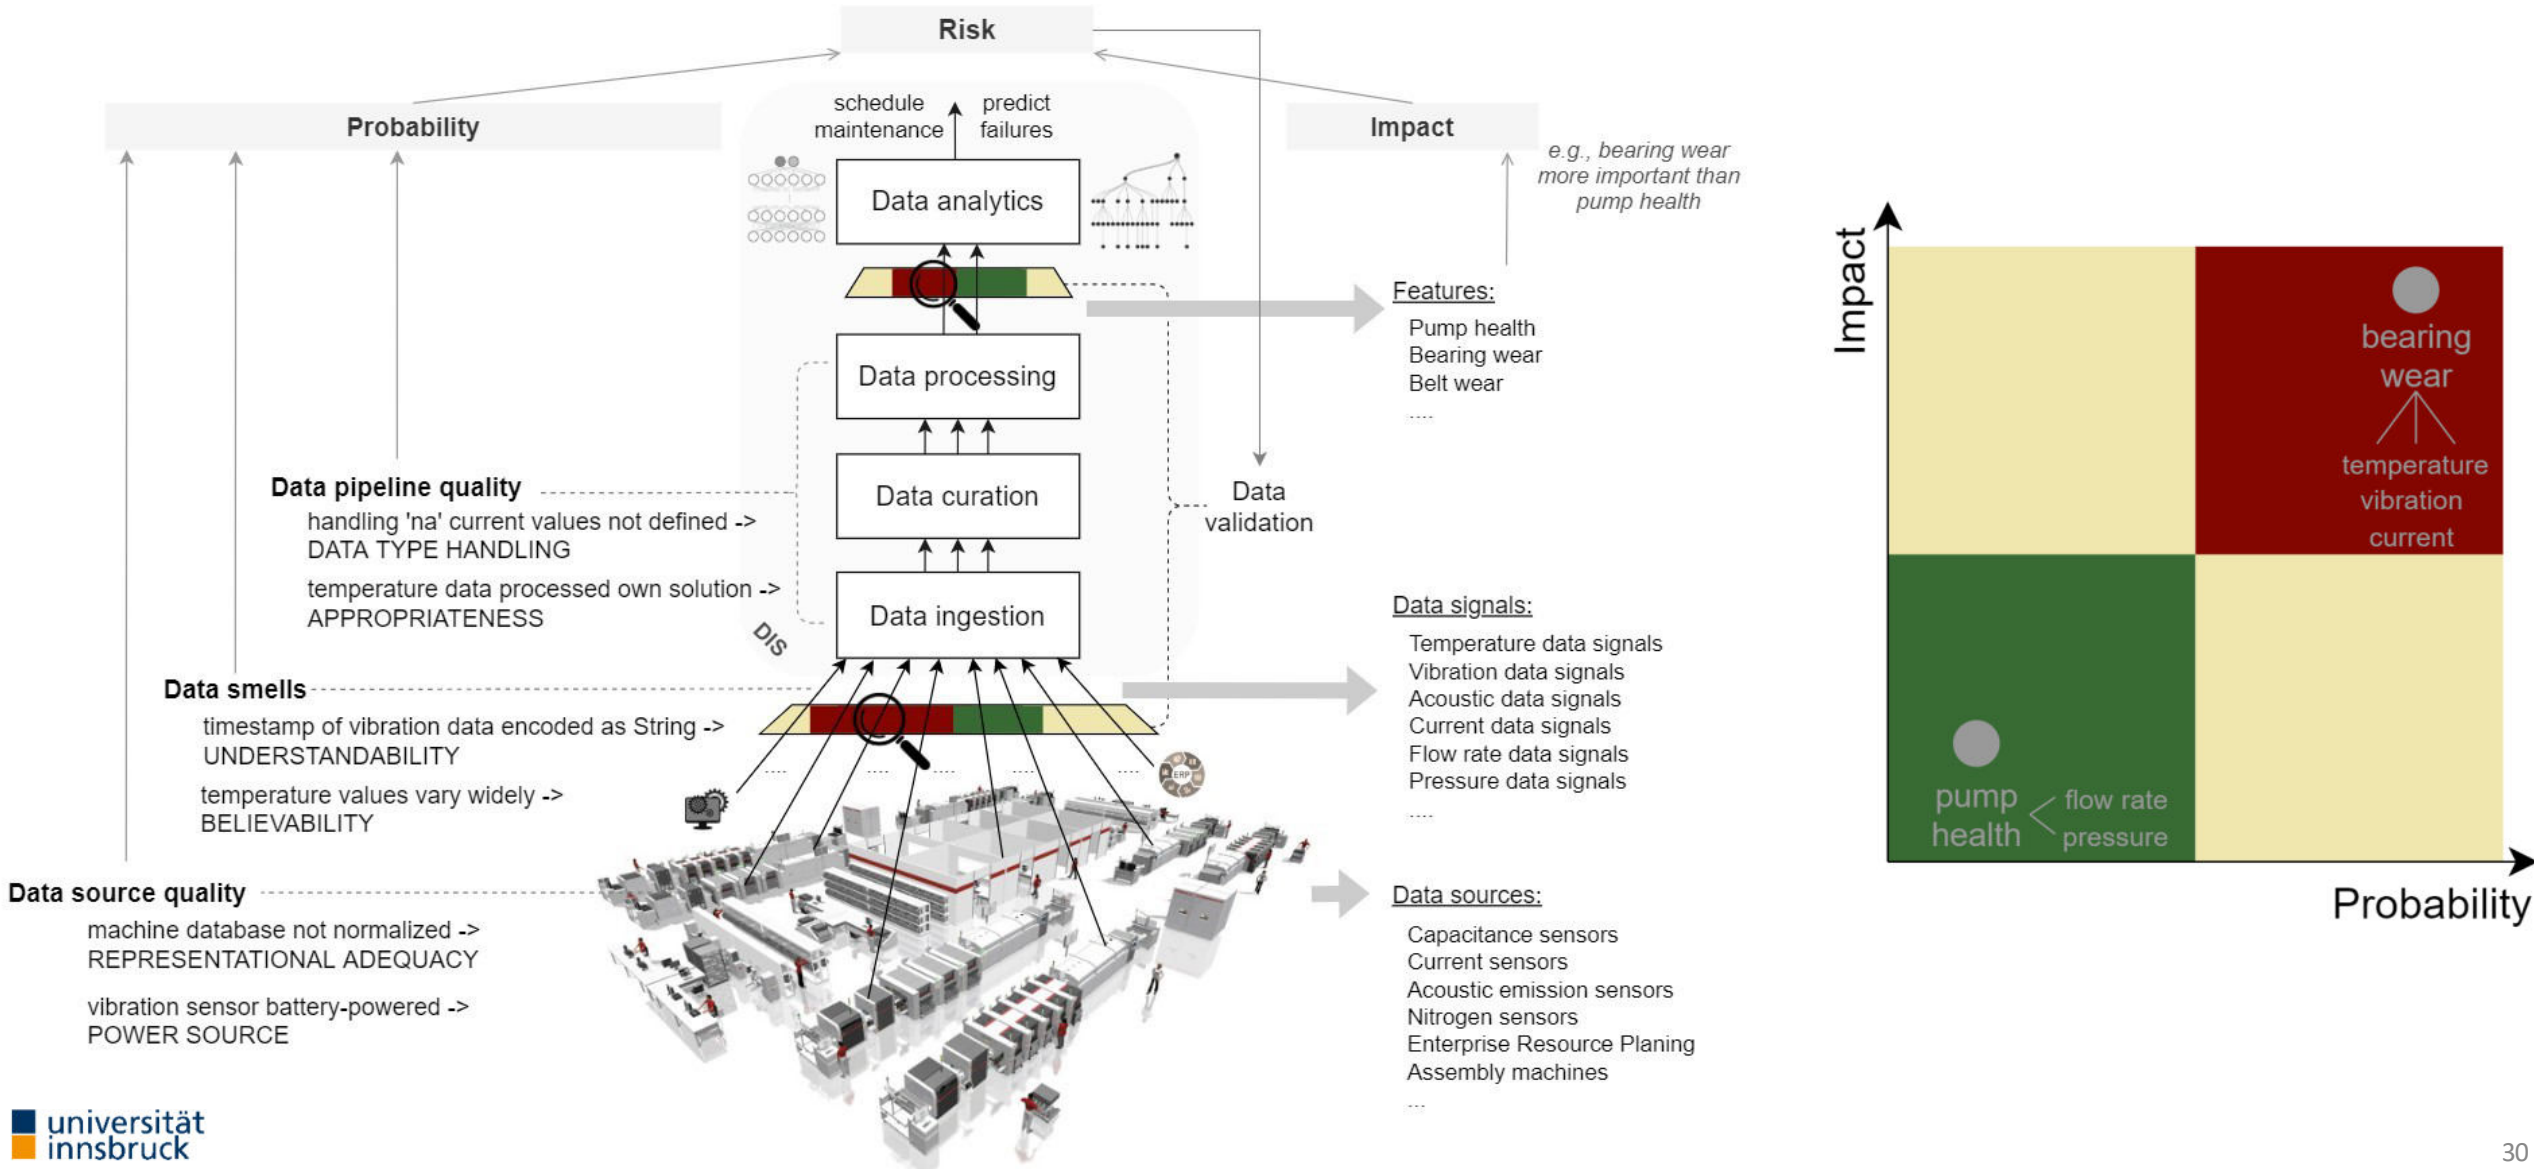 Risk
Probability
Impact
schedule
maintenance
predict
failures
e.g., bearing wear
more important than
pump health
Data analytics
Features:
Pump health
Bearing wear
Belt wear
....
Data processing
Data pipeline quality
handling 'na' current values not defined ->
DATA TYPE HANDLING
temperature data processed own solution ->
APPROPRIATENESS
Data curation
Data
validation
Data ingestion
DIS
Data signals:
Temperature data signals
Vibration data signals
Acoustic data signals
Current data signals
Flow rate data signals
Pressure data signals
....
Data smells
timestamp of vibration data encoded as String ->
UNDERSTANDABILITY
temperature values vary widely ->
BELIEVABILITY
.... .... .... .... ....
ERP
Data source quality
machine database not normalized ->
REPRESENTATIONAL ADEQUACY
vibration sensor battery-powered ->
POWER SOURCE
Data sources:
Capacitance sensors
Current sensors
Acoustic emission sensors
Nitrogen sensors
Enterprise Resource Planing
Assembly machines
...
Impact
bearing
wear
temperature
vibration
current
pump
health
flow rate
pressure
Probability
universität
innsbruck
30